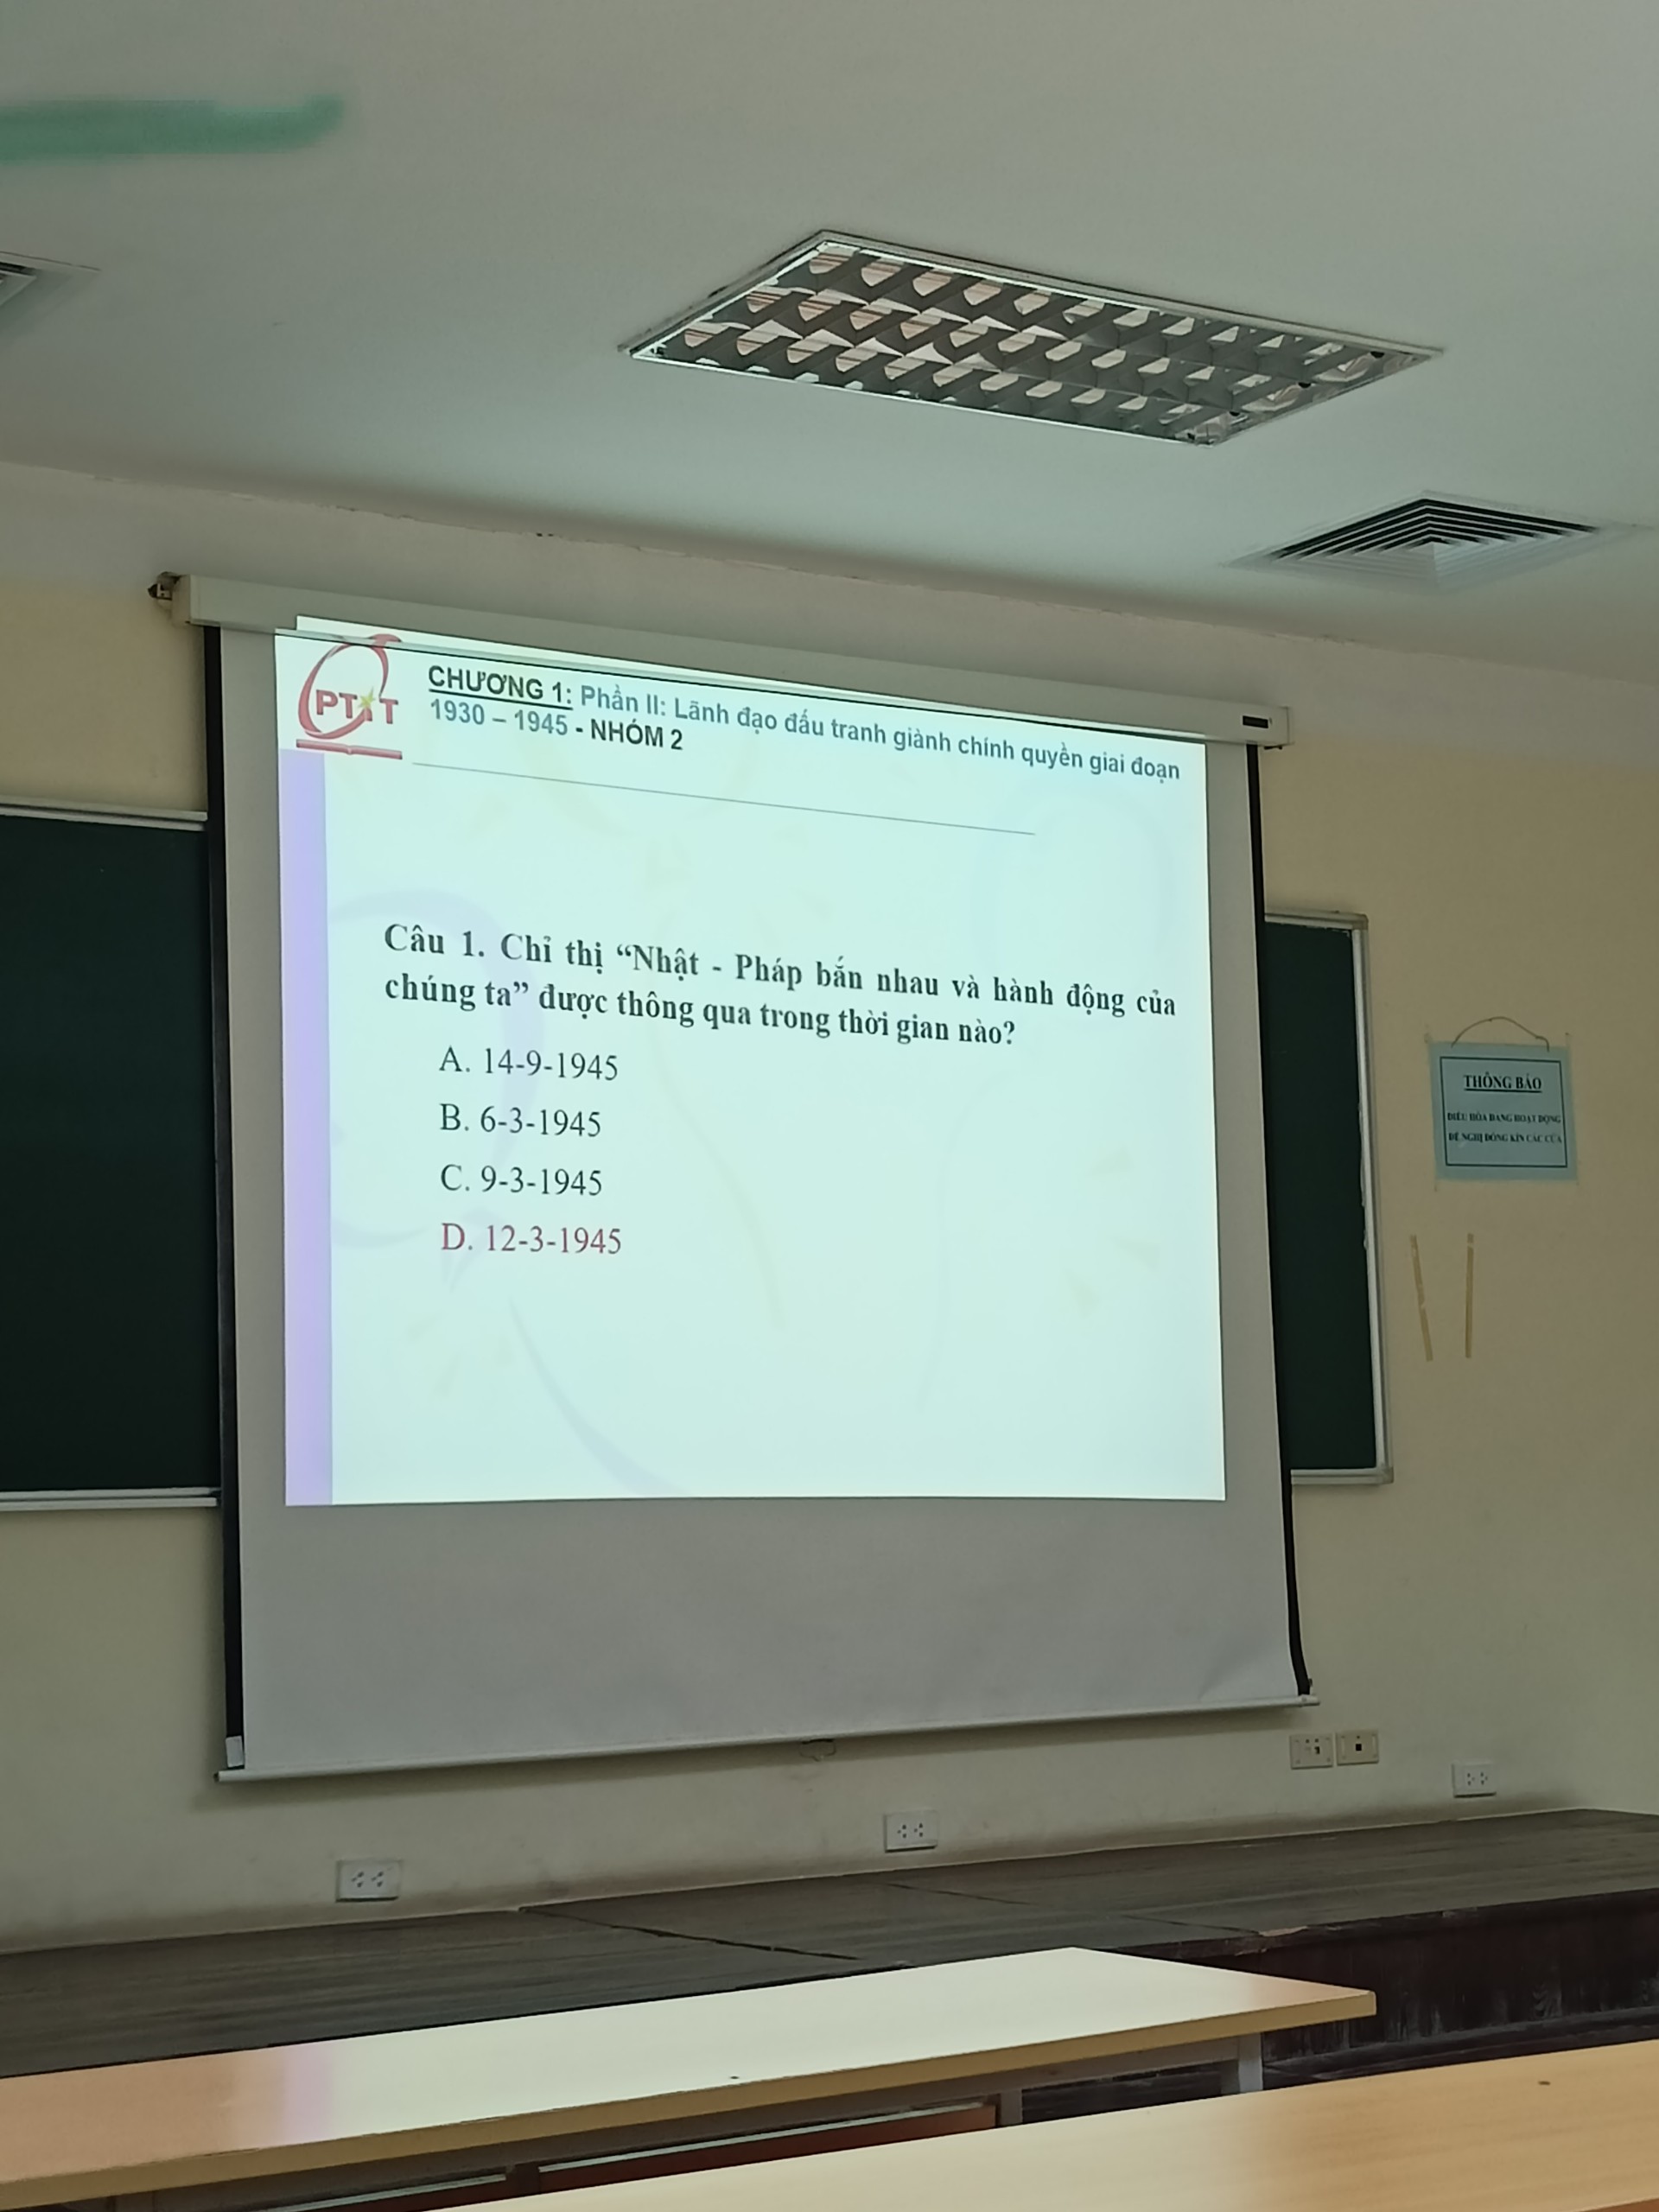 PTIT
CHƯƠNG 1: Phần II: Lãnh đạo đấu tranh giành chính quyền giai đoạn
1930 – 1945 - NHÓM 2
Câu 1. Chỉ thị “Nhật - Pháp bắn nhau và hành động của
chúng ta” được thông qua trong thời gian nào?
A. 14-9-1945
B. 6-3-1945
C. 9-3-1945
D. 12-3-1945
THÔNG BÁO
ĐIỀU HÒA ĐANG HOẠT ĐỘNG
ĐỀ NGHỊ ĐÓNG KÍN CÁC CỬA